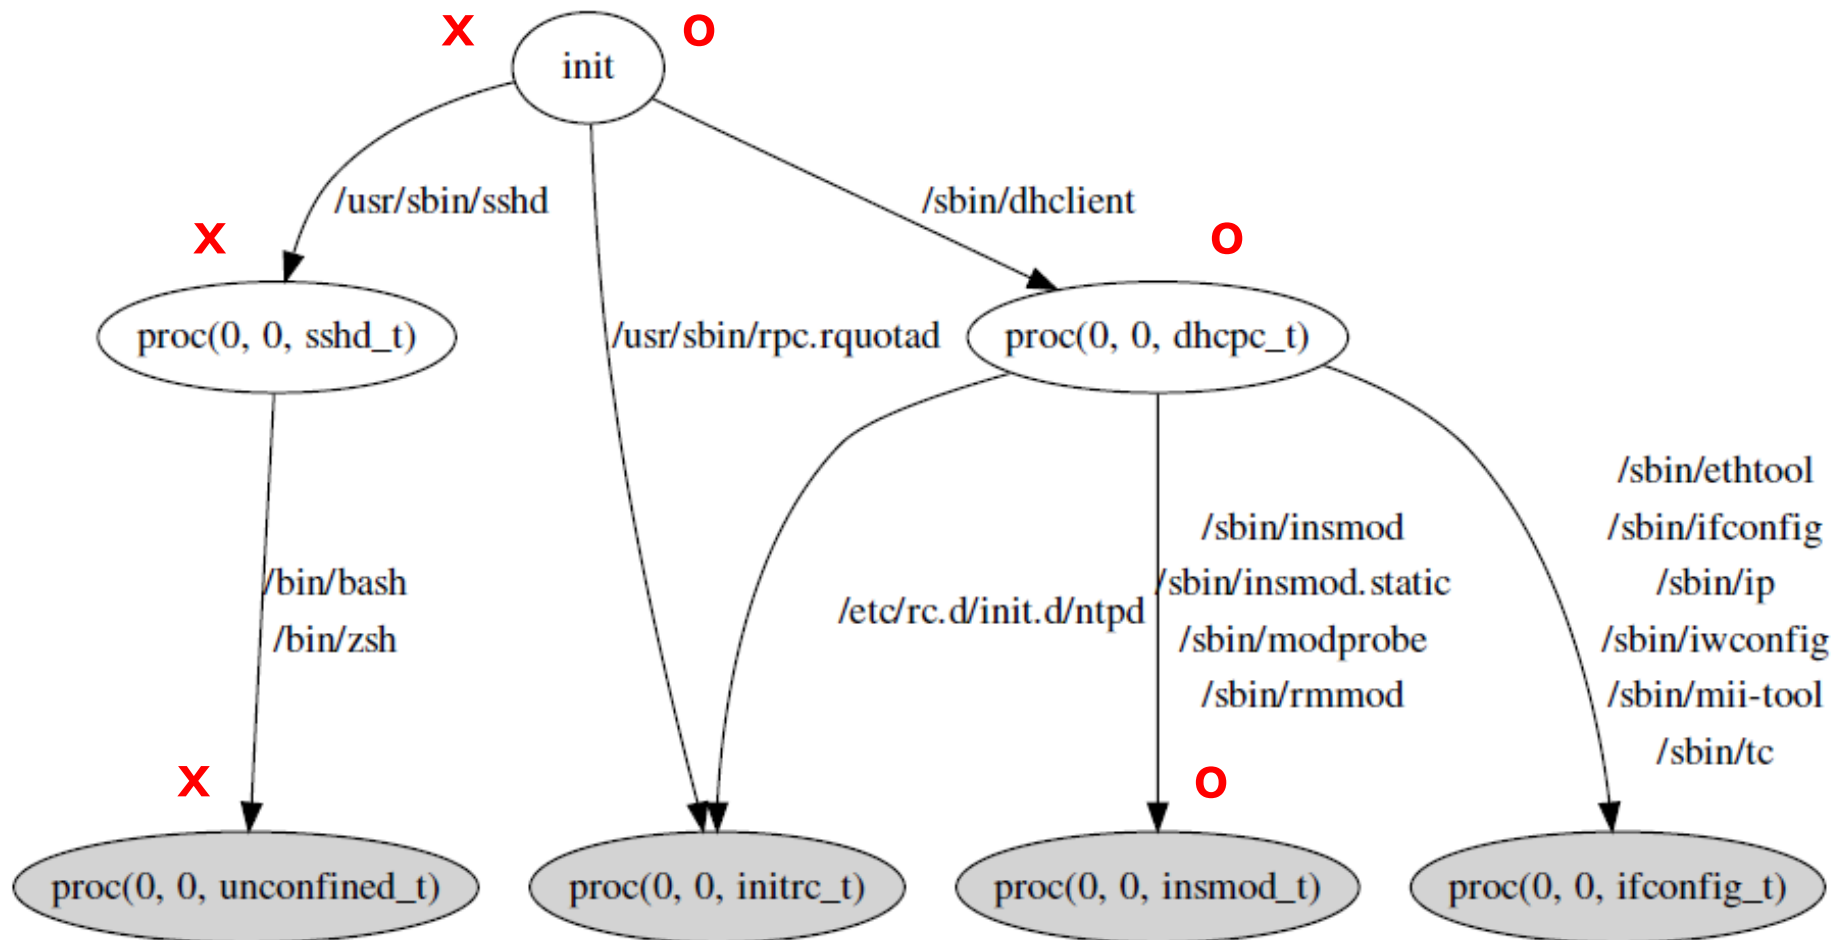 X
O
init
/usr/sbin/sshd
/sbin/dhclient
X
O
proc(0, 0, sshd_t)
/usr/sbin/rpc.rquotad
proc(0, 0, dhcpc_t)
/bin/bash
/bin/zsh
/etc/rc.d/init.d/ntpd
/sbin/insmod
/sbin/insmod.static
/sbin/modprobe
/sbin/rmmod
/sbin/ethtool
/sbin/ifconfig
/sbin/ip
/sbin/iwconfig
/sbin/mii-tool
/sbin/tc
X
O
proc(0, 0, unconfined_t)
proc(0, 0, initrc_t)
proc(0, 0, insmod_t)
proc(0, 0, ifconfig_t)